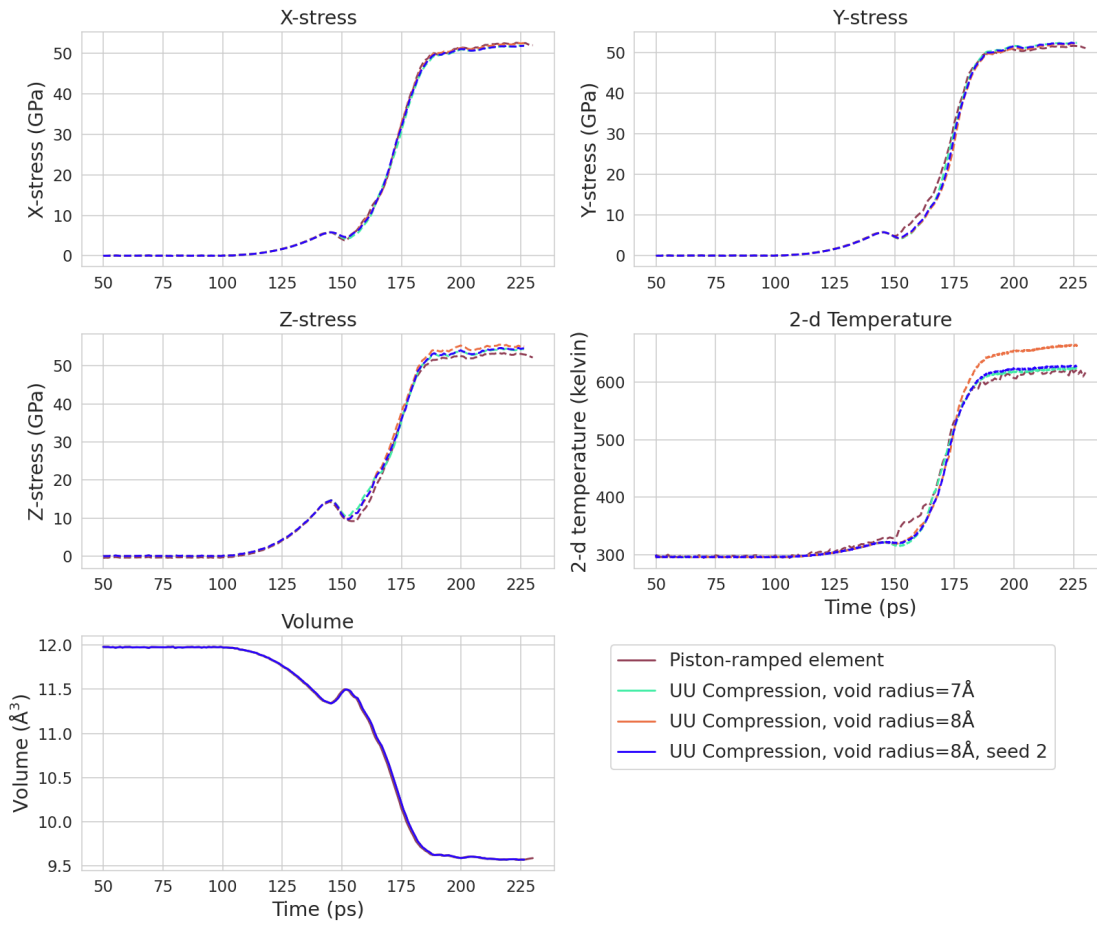 X-stress
Y-stress
X-stress (GPa)
50
40
30
20
10
0
50 75 100 125 150 175 200 225
Y-stress (GPa)
50
40
30
20
10
0
50 75 100 125 150 175 200 225
Z-stress
2-d Temperature
Z-stress (GPa)
50
40
30
20
10
0
50 75 100 125 150 175 200 225
2-d temperature (kelvin)
600
500
400
300
50 75 100 125 150 175 200 225
Time (ps)
Volume
Volume (Å³)
12.0
11.5
11.0
10.5
10.0
9.5
50 75 100 125 150 175 200 225
Time (ps)
Piston-ramped element
UU Compression, void radius=7Å
UU Compression, void radius=8Å
UU Compression, void radius=8Å, seed 2